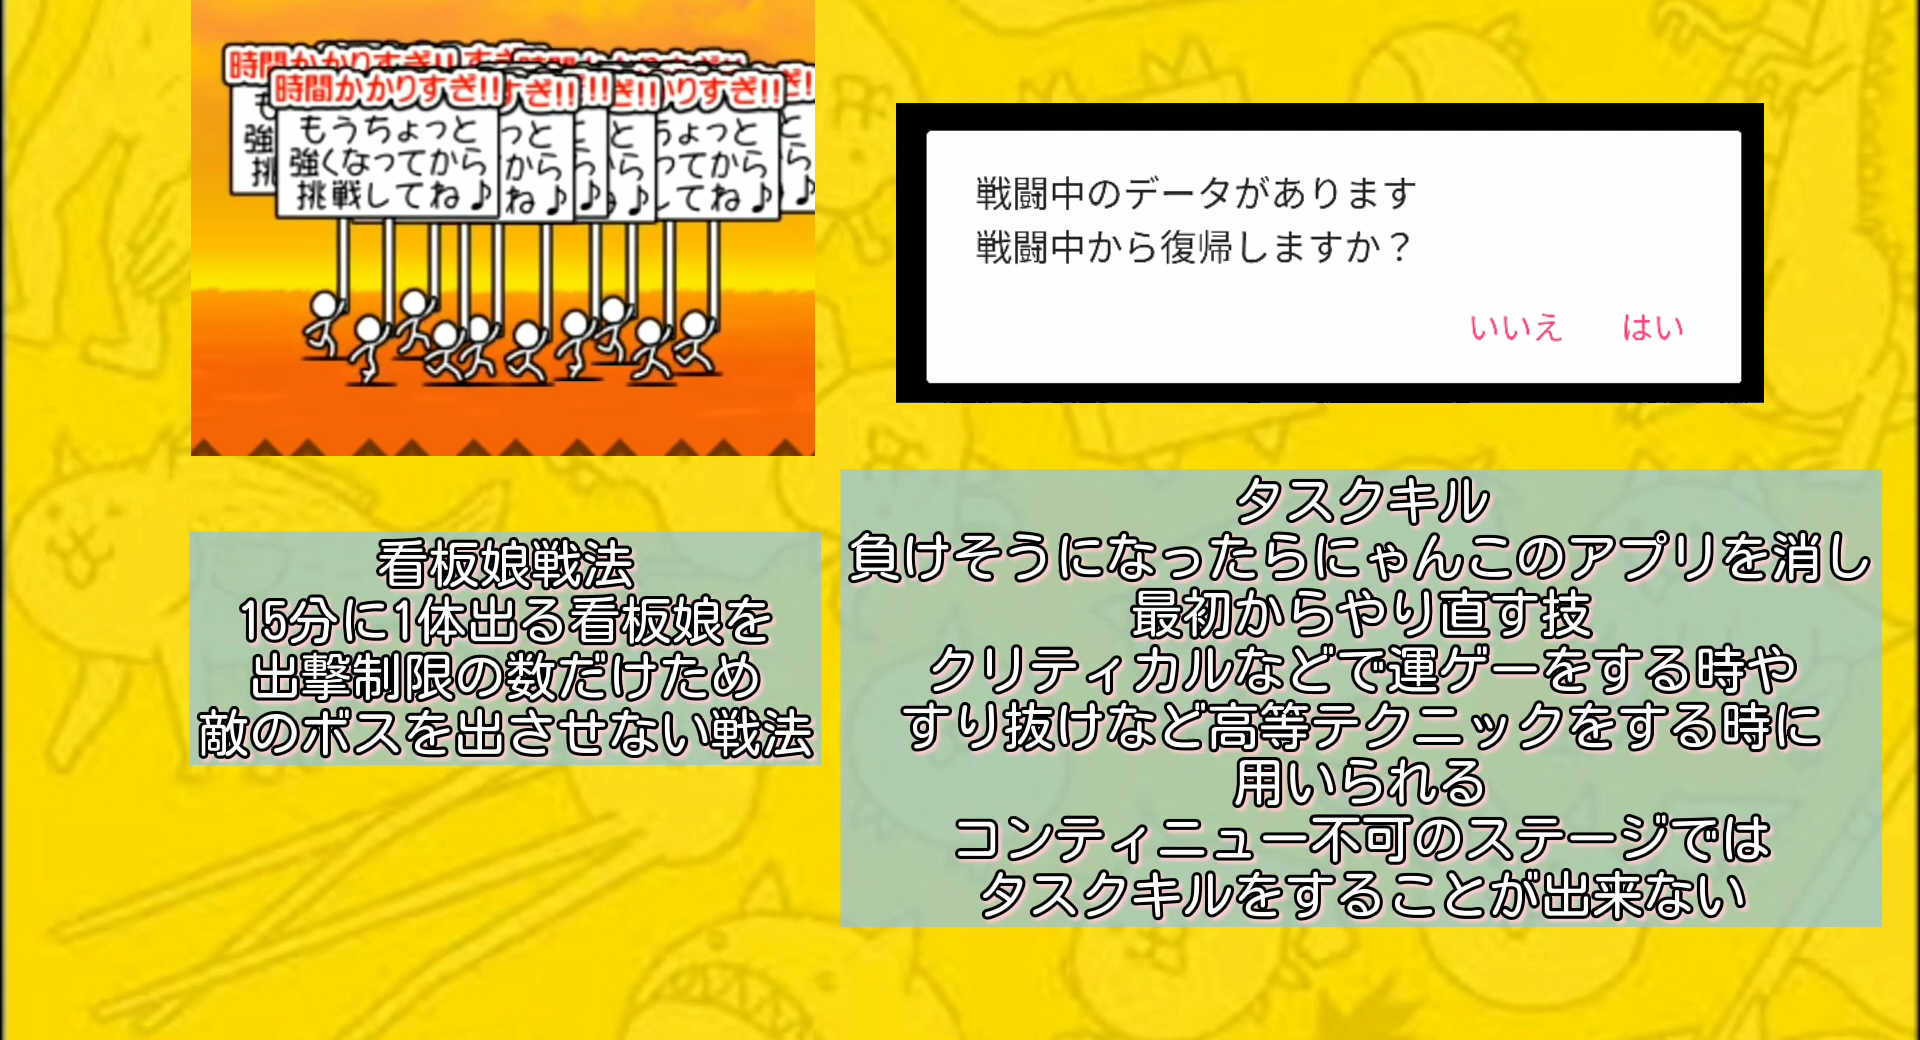 時間かかりすぎ!!
もうちょっと
強くなってから
挑戦してね♪
戦闘中のデータがあります
戦闘中から復帰しますか？
いいえ はい
看板娘戦法
15分に1体出る看板娘を
出撃制限の数だけため
敵のボスを出させない戦法
タスクキル
負けそうになったらにゃんこのアプリを消し
最初からやり直す技
クリティカルなどで運ゲーをする時や
すり抜けなど高等テクニックをする時に
用いられる
コンティニュー不可のステージでは
タスクキルをすることが出来ない